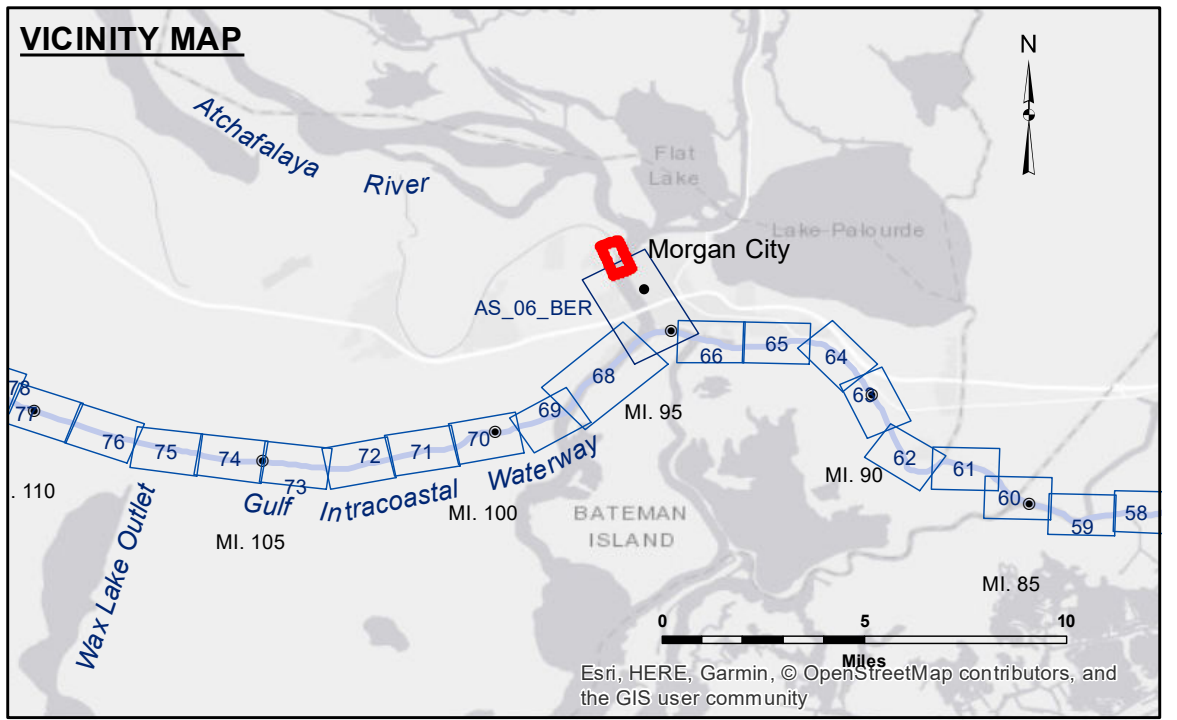 VICINITY MAP
N
Atchafalaya
River
Flat
Lake
Lake Palourde
Morgan City
AS_06_BER
66
65
64
63
62
61
60
59
58
68
69
70
71
72
73
74
75
76
77
78
MI. 95
MI. 90
MI. 85
MI. 100
MI. 105
. 110
Gulf Intracoastal Waterway
Wax Lake Outlet
BATEMAN
ISLAND
0 5 10
Miles
Esri, HERE, Garmin, © OpenStreetMap contributors, and
the GIS user community